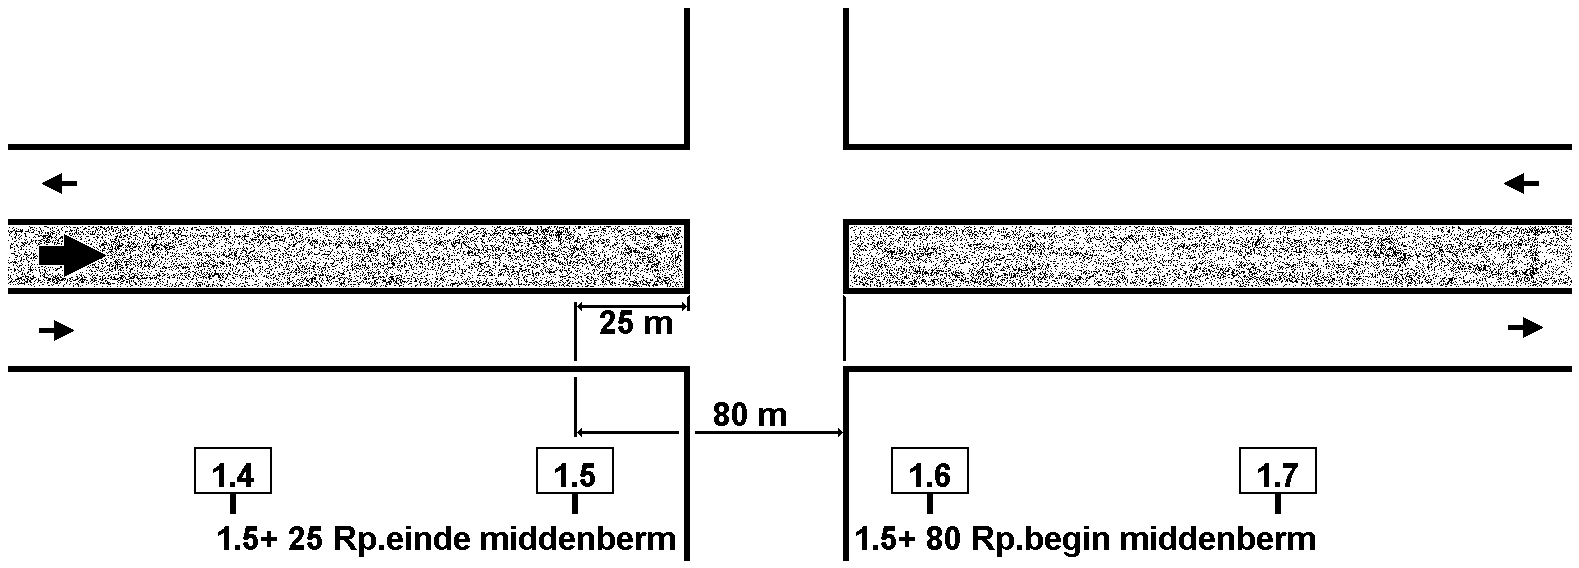 25 m
80 m
1.4
1.5
1.6
1.7
1.5+ 25 Rp.einde middenberm
1.5+ 80 Rp.begin middenberm